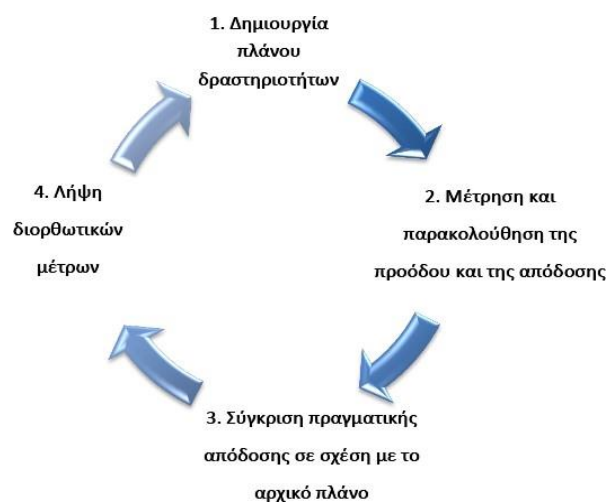 1. Δημιουργία
πλάνου
δραστηριοτήτων
2. Μέτρηση και
παρακολούθηση της
προόδου και της απόδοσης
3. Σύγκριση πραγματικής
απόδοσης σε σχέση με το
αρχικό πλάνο
4. Λήψη
διορθωτικών
μέτρων